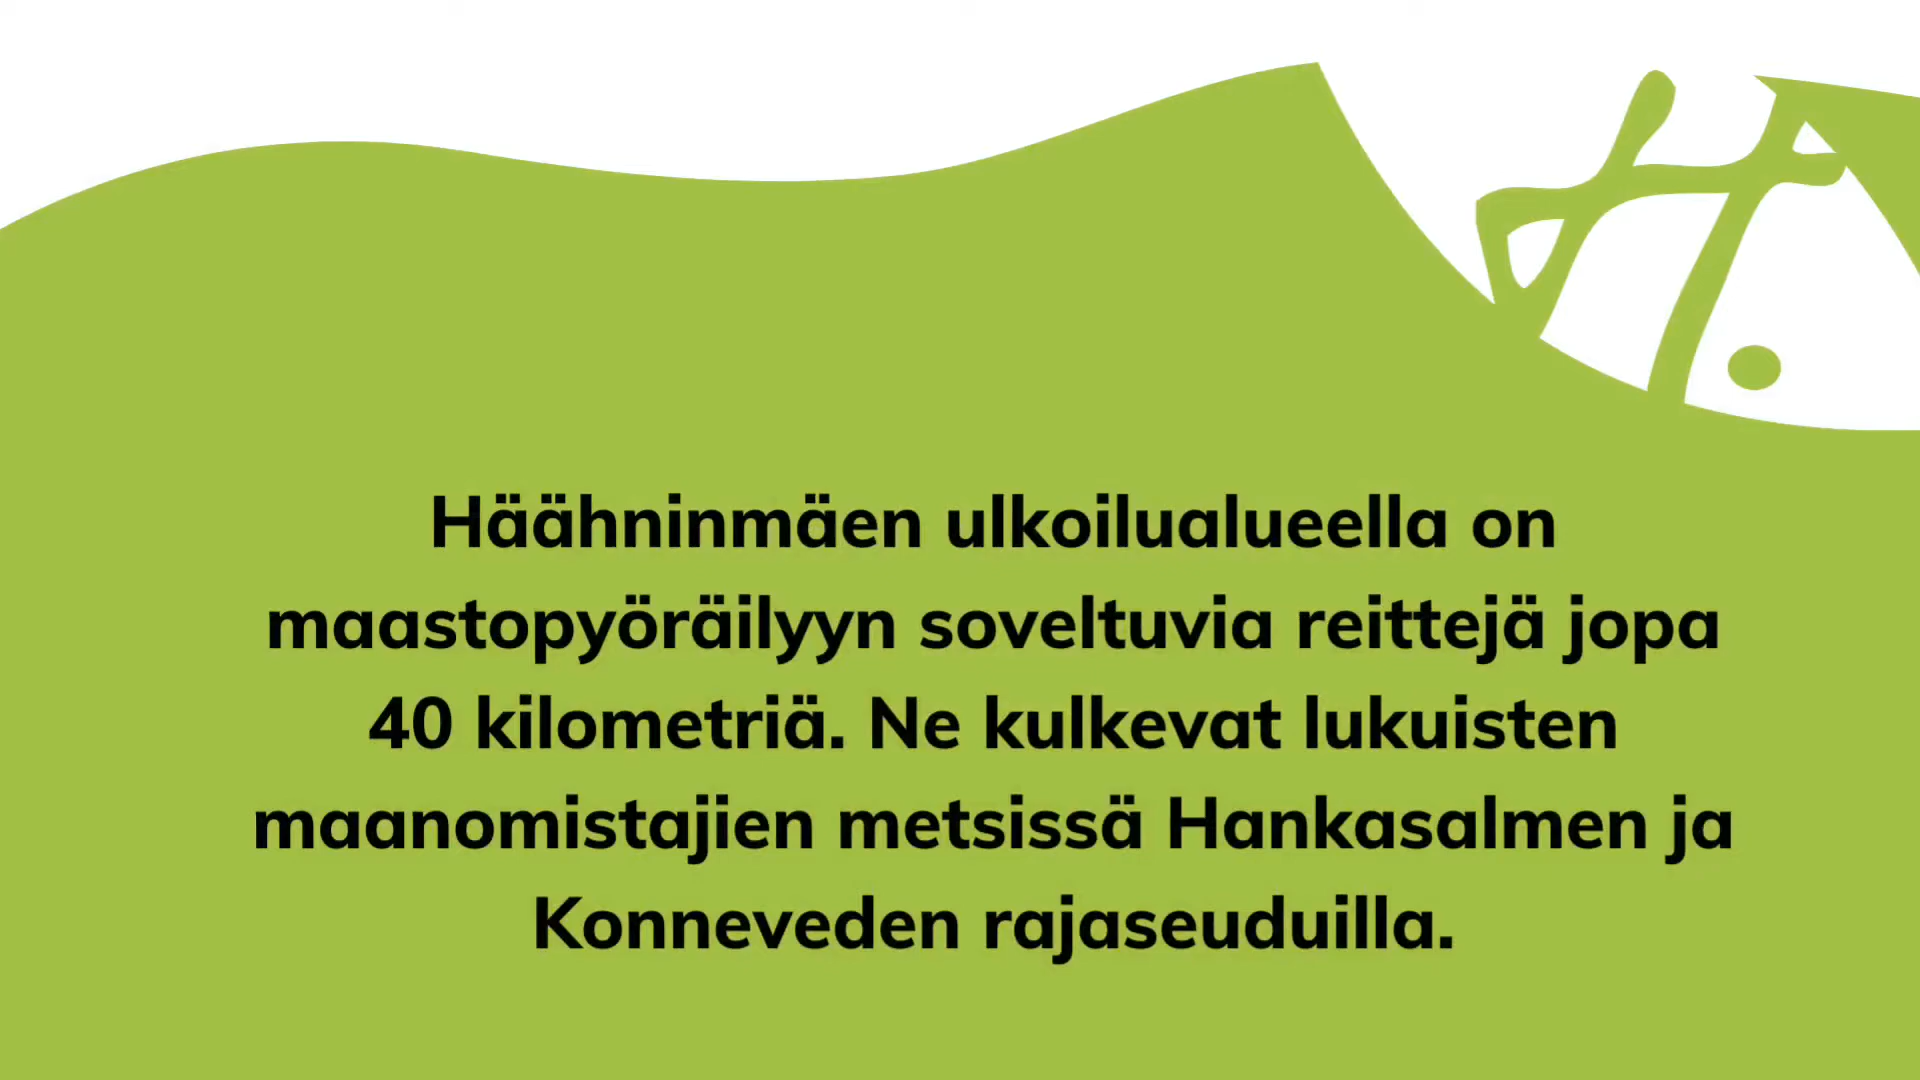 Häähninmäen ulkoilualueella on
maastopyöräilyyn soveltuvia reittejä jopa
40 kilometriä. Ne kulkevat lukuisten
maanomistajien metsissä Hankasalmen ja
Konneveden rajaseuduilla.